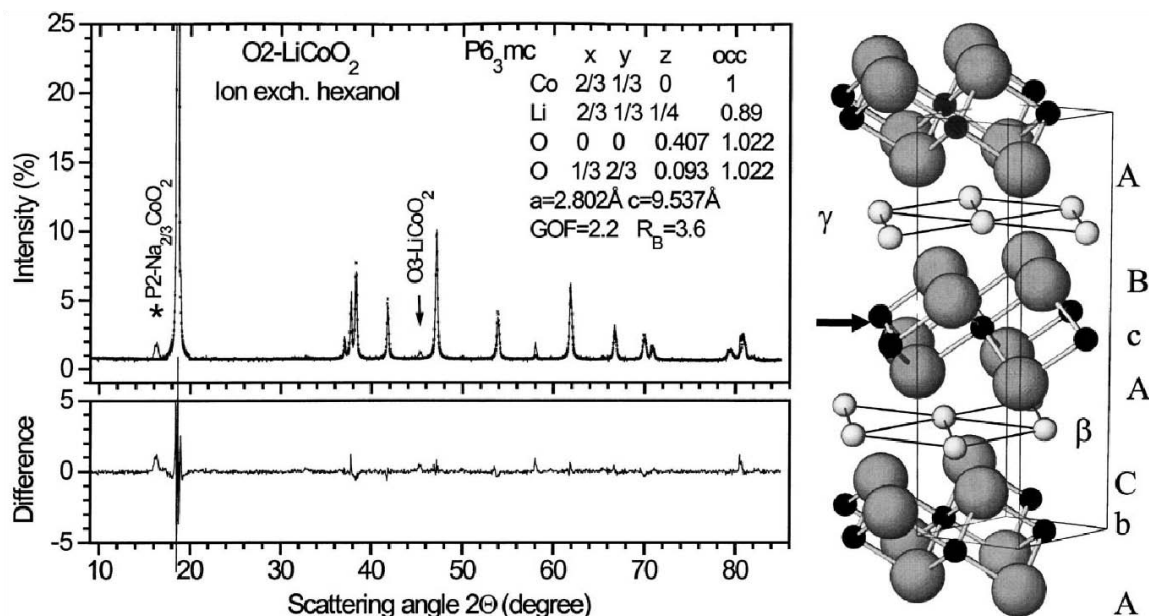 O2-LiCoO₂ P6₃mc
Ion exch. hexanol
x y z occ
Co 2/3 1/3 0 1
Li 2/3 1/3 1/4 0.89
O 0 0 0.407 1.022
O 1/3 2/3 0.093 1.022
a=2.802Å c=9.537Å
GOF=2.2 R_B=3.6
* P2-Na₂/₃CoO₂
O3-LiCoO₂
Intensity (%)
25
20
15
10
5
0
Difference
5
0
-5
10 20 30 40 50 60 70 80
Scattering angle 2Θ (degree)
A
γ
B
c
A
β
C
b
A